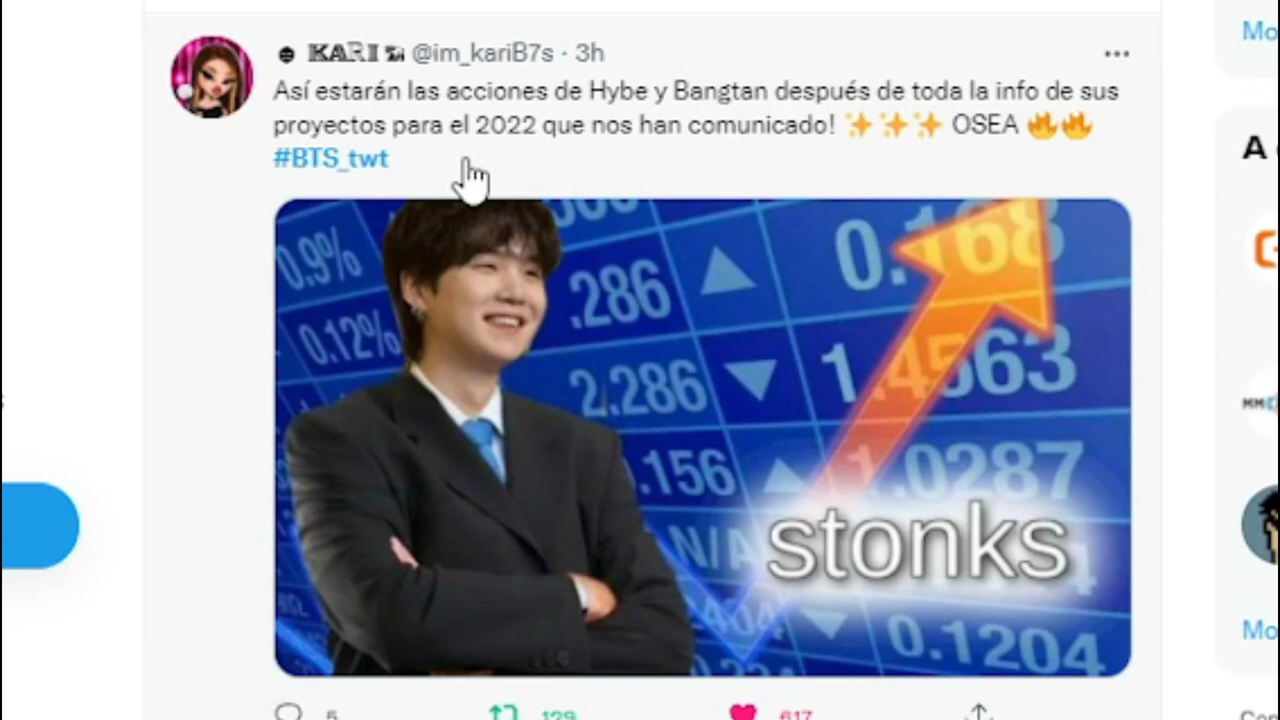 Mo
KARI @im_kariB7s · 3h
Así estarán las acciones de Hybe y Bangtan después de toda la info de sus
proyectos para el 2022 que nos han comunicado! ✨✨✨ OSEA 🔥🔥
#BTS_twt
A
0.9%
0.168
.286
0.12%
1.4563
2.286
.156
1.0287
N/A
stonks
0.1204
Mo
5
129
617